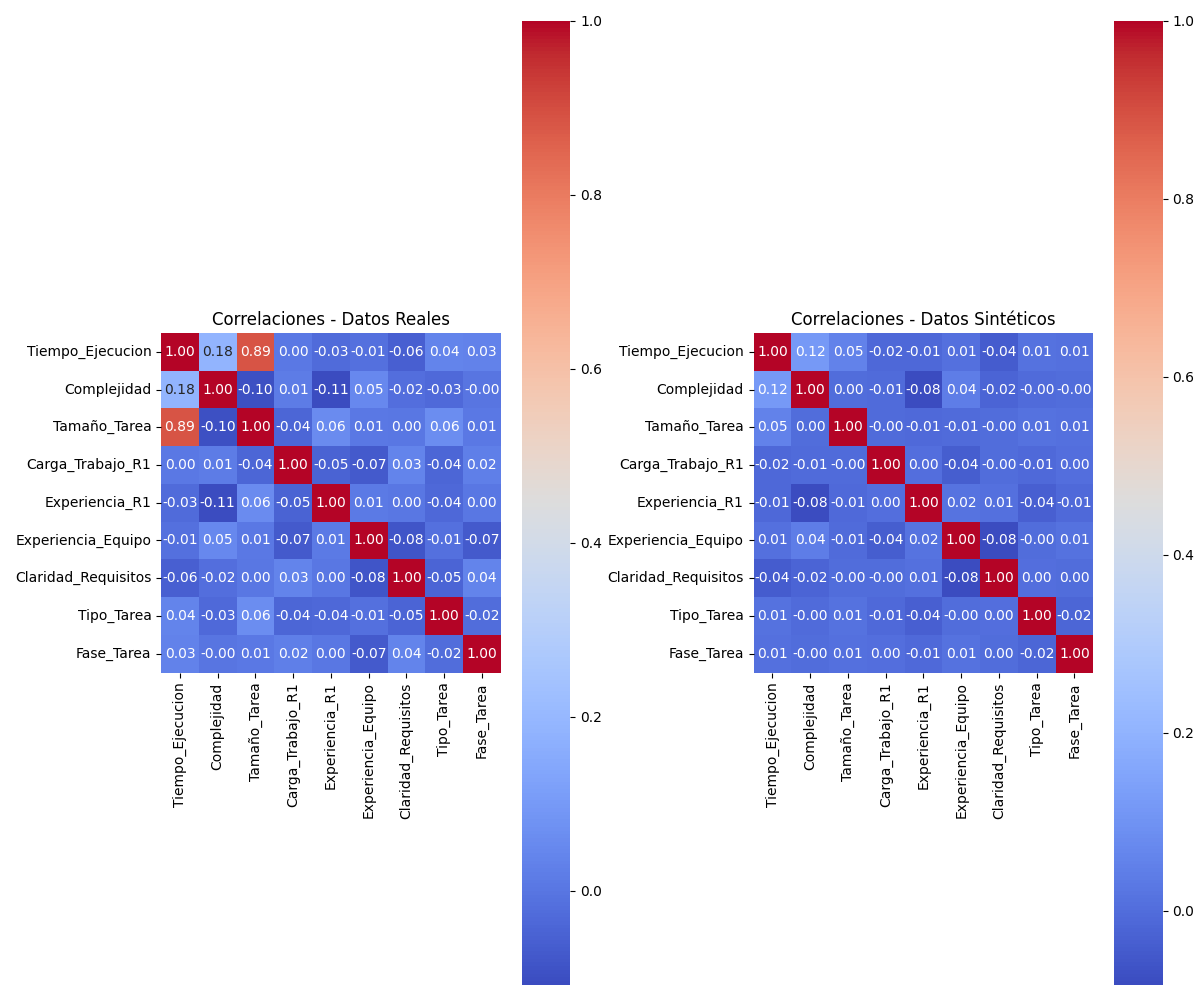 Correlaciones - Datos Reales
Tiempo_Ejecucion 1.00 0.18 0.89 0.00 -0.03 -0.01 -0.06 0.04 0.03
Complejidad 0.18 1.00 -0.10 0.01 -0.11 0.05 -0.02 -0.03 -0.00
Tamaño_Tarea 0.89 -0.10 1.00 -0.04 0.06 0.01 0.00 0.06 0.01
Carga_Trabajo_R1 0.00 0.01 -0.04 1.00 -0.05 -0.07 0.03 -0.04 0.02
Experiencia_R1 -0.03 -0.11 0.06 -0.05 1.00 0.01 0.00 -0.04 0.00
Experiencia_Equipo -0.01 0.05 0.01 -0.07 0.01 1.00 -0.08 -0.01 -0.07
Claridad_Requisitos -0.06 -0.02 0.00 0.03 0.00 -0.08 1.00 -0.05 0.04
Tipo_Tarea 0.04 -0.03 0.06 -0.04 -0.04 -0.01 -0.05 1.00 -0.02
Fase_Tarea 0.03 -0.00 0.01 0.02 0.00 -0.07 0.04 -0.02 1.00
Tiempo_Ejecucion
Complejidad
Tamaño_Tarea
Carga_Trabajo_R1
Experiencia_R1
Experiencia_Equipo
Claridad_Requisitos
Tipo_Tarea
Fase_Tarea
1.0
0.8
0.6
0.4
0.2
0.0
Correlaciones - Datos Sintéticos
Tiempo_Ejecucion 1.00 0.12 0.05 -0.02 -0.01 0.01 -0.04 0.01 0.01
Complejidad 0.12 1.00 0.00 -0.01 -0.08 0.04 -0.02 -0.00 -0.00
Tamaño_Tarea 0.05 0.00 1.00 -0.00 -0.01 -0.01 -0.00 0.01 0.01
Carga_Trabajo_R1 -0.02 -0.01 -0.00 1.00 0.00 -0.04 -0.00 -0.01 0.00
Experiencia_R1 -0.01 -0.08 -0.01 0.00 1.00 0.02 0.01 -0.04 -0.01
Experiencia_Equipo 0.01 0.04 -0.01 -0.04 0.02 1.00 -0.08 -0.00 0.01
Claridad_Requisitos -0.04 -0.02 -0.00 -0.00 0.01 -0.08 1.00 0.00 0.00
Tipo_Tarea 0.01 -0.00 0.01 -0.01 -0.04 -0.00 0.00 1.00 -0.02
Fase_Tarea 0.01 -0.00 0.01 0.00 -0.01 0.01 0.00 -0.02 1.00
Tiempo_Ejecucion
Complejidad
Tamaño_Tarea
Carga_Trabajo_R1
Experiencia_R1
Experiencia_Equipo
Claridad_Requisitos
Tipo_Tarea
Fase_Tarea
1.0
0.8
0.6
0.4
0.2
0.0